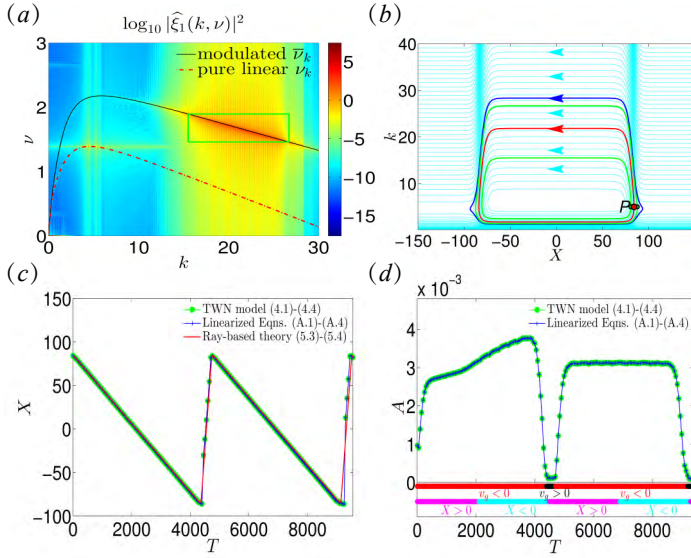 (a) log₁₀ |ξ̂₁(k, ν)|²
modulated ν̅ₖ
pure linear νₖ
ν
3
2
1
0
0 10 20 30
k
5
0
−5
−10
−15
(b)
k
40
30
20
10
P
−150 −100 −50 0 50 100
X
(c)
TWN model (4.1)-(4.4)
Linearized Eqns. (A.1)-(A.4)
Ray-based theory (5.3)-(5.4)
X
100
50
0
−50
−100
0 2000 4000 6000 8000
T
(d)
× 10⁻³
TWN model (4.1)-(4.4)
Linearized Eqns. (A.1)-(A.4)
A
5
4
3
2
1
0
v_g < 0 v_g > 0 v_g < 0
X > 0 X < 0 X > 0 X < 0
0 2000 4000 6000 8000
T